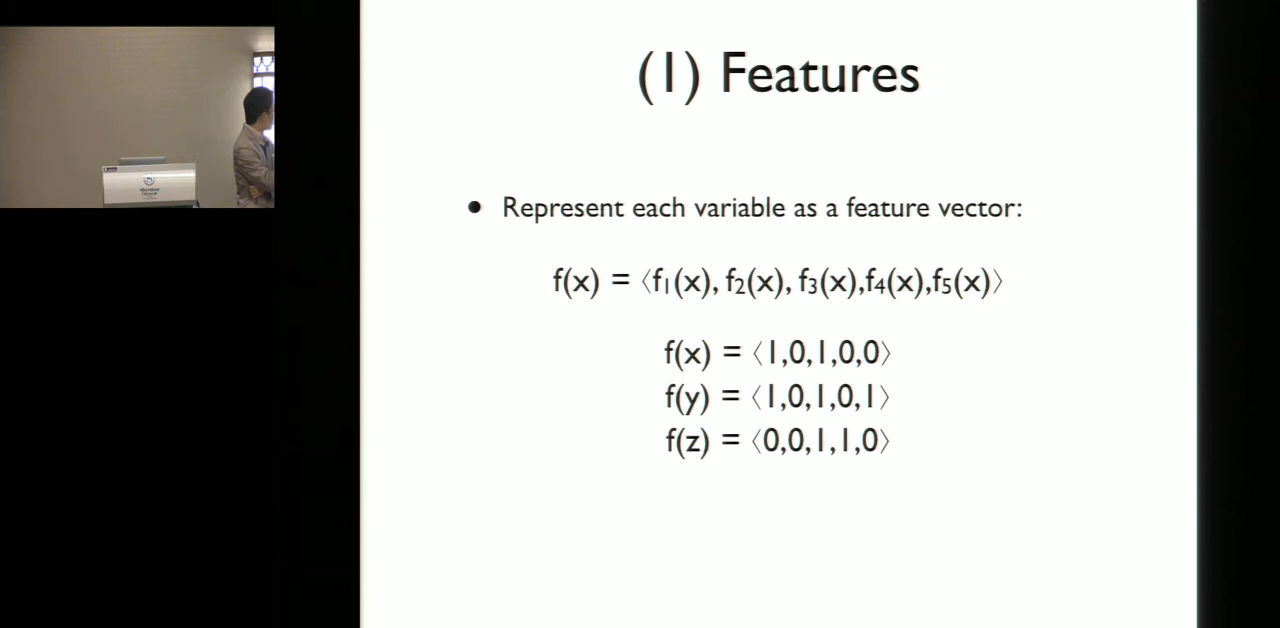 (1) Features
• Represent each variable as a feature vector:
f(x) = ⟨f₁(x), f₂(x), f₃(x),f₄(x),f₅(x)⟩
f(x) = ⟨1,0,1,0,0⟩
f(y) = ⟨1,0,1,0,1⟩
f(z) = ⟨0,0,1,1,0⟩